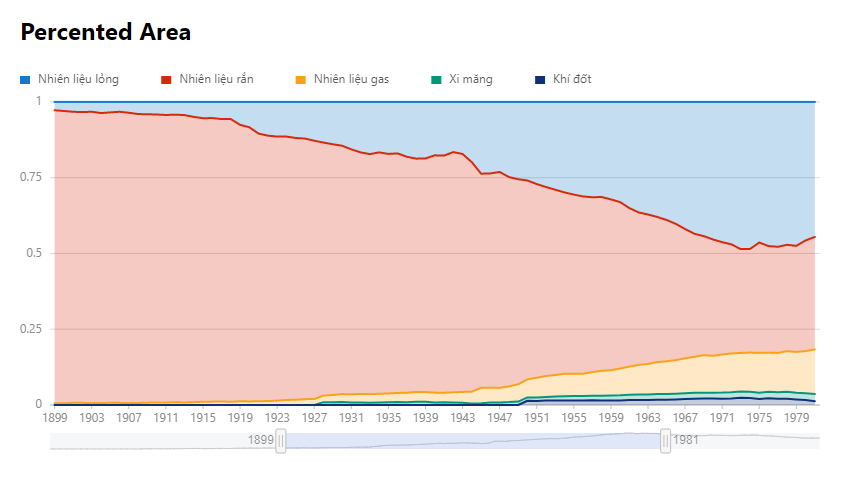 Percented Area
Nhiên liệu lỏng Nhiên liệu rắn Nhiên liệu gas Xi măng Khí đốt
1
0.75
0.5
0.25
0
1899 1903 1907 1911 1915 1919 1923 1927 1931 1935 1939 1943 1947 1951 1955 1959 1963 1967 1971 1975 1979
1899 1981